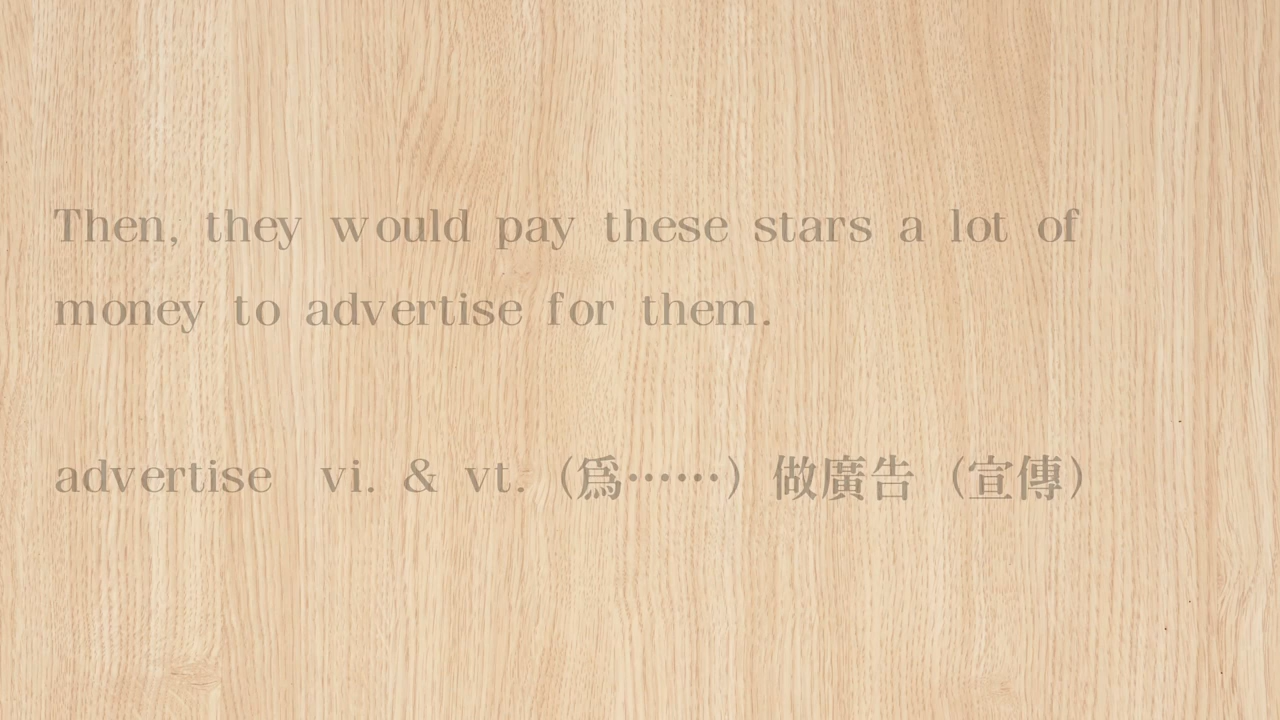 Then, they would pay these stars a lot of
money to advertise for them.
advertise vi. & vt. (爲……) 做廣告 (宣傳)